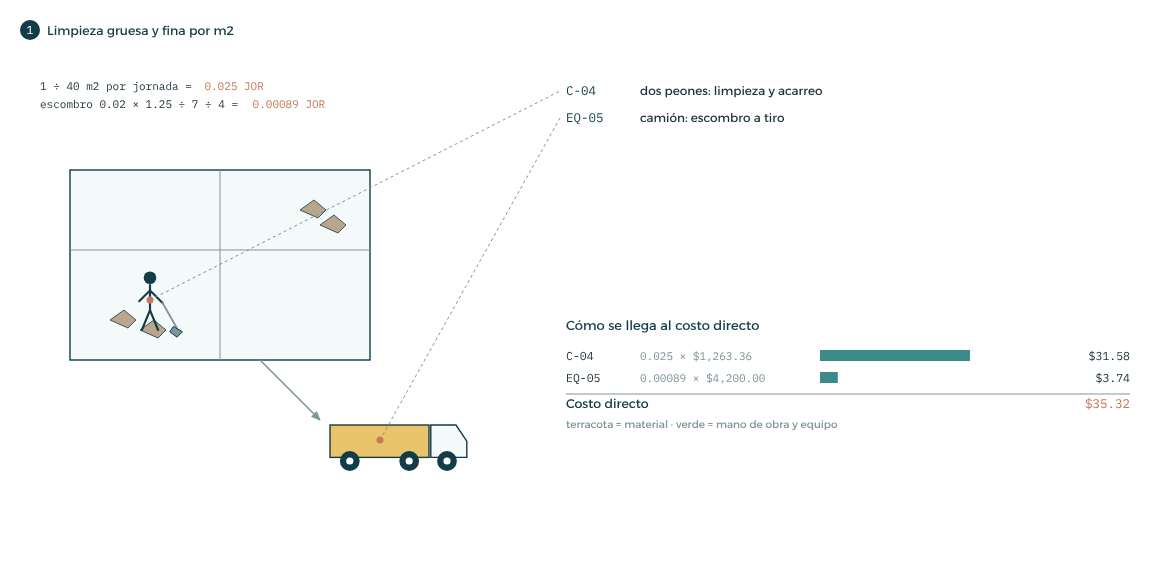 1 Limpieza gruesa y fina por m2
1 ÷ 40 m2 por jornada = 0.025 JOR
escombro 0.02 × 1.25 ÷ 7 ÷ 4 = 0.00089 JOR
C-04 dos peones: limpieza y acarreo
EQ-05 camión: escombro a tiro
Cómo se llega al costo directo
C-04 0.025 × $1,263.36 $31.58
EQ-05 0.00089 × $4,200.00 $3.74
Costo directo $35.32
terracota = material · verde = mano de obra y equipo